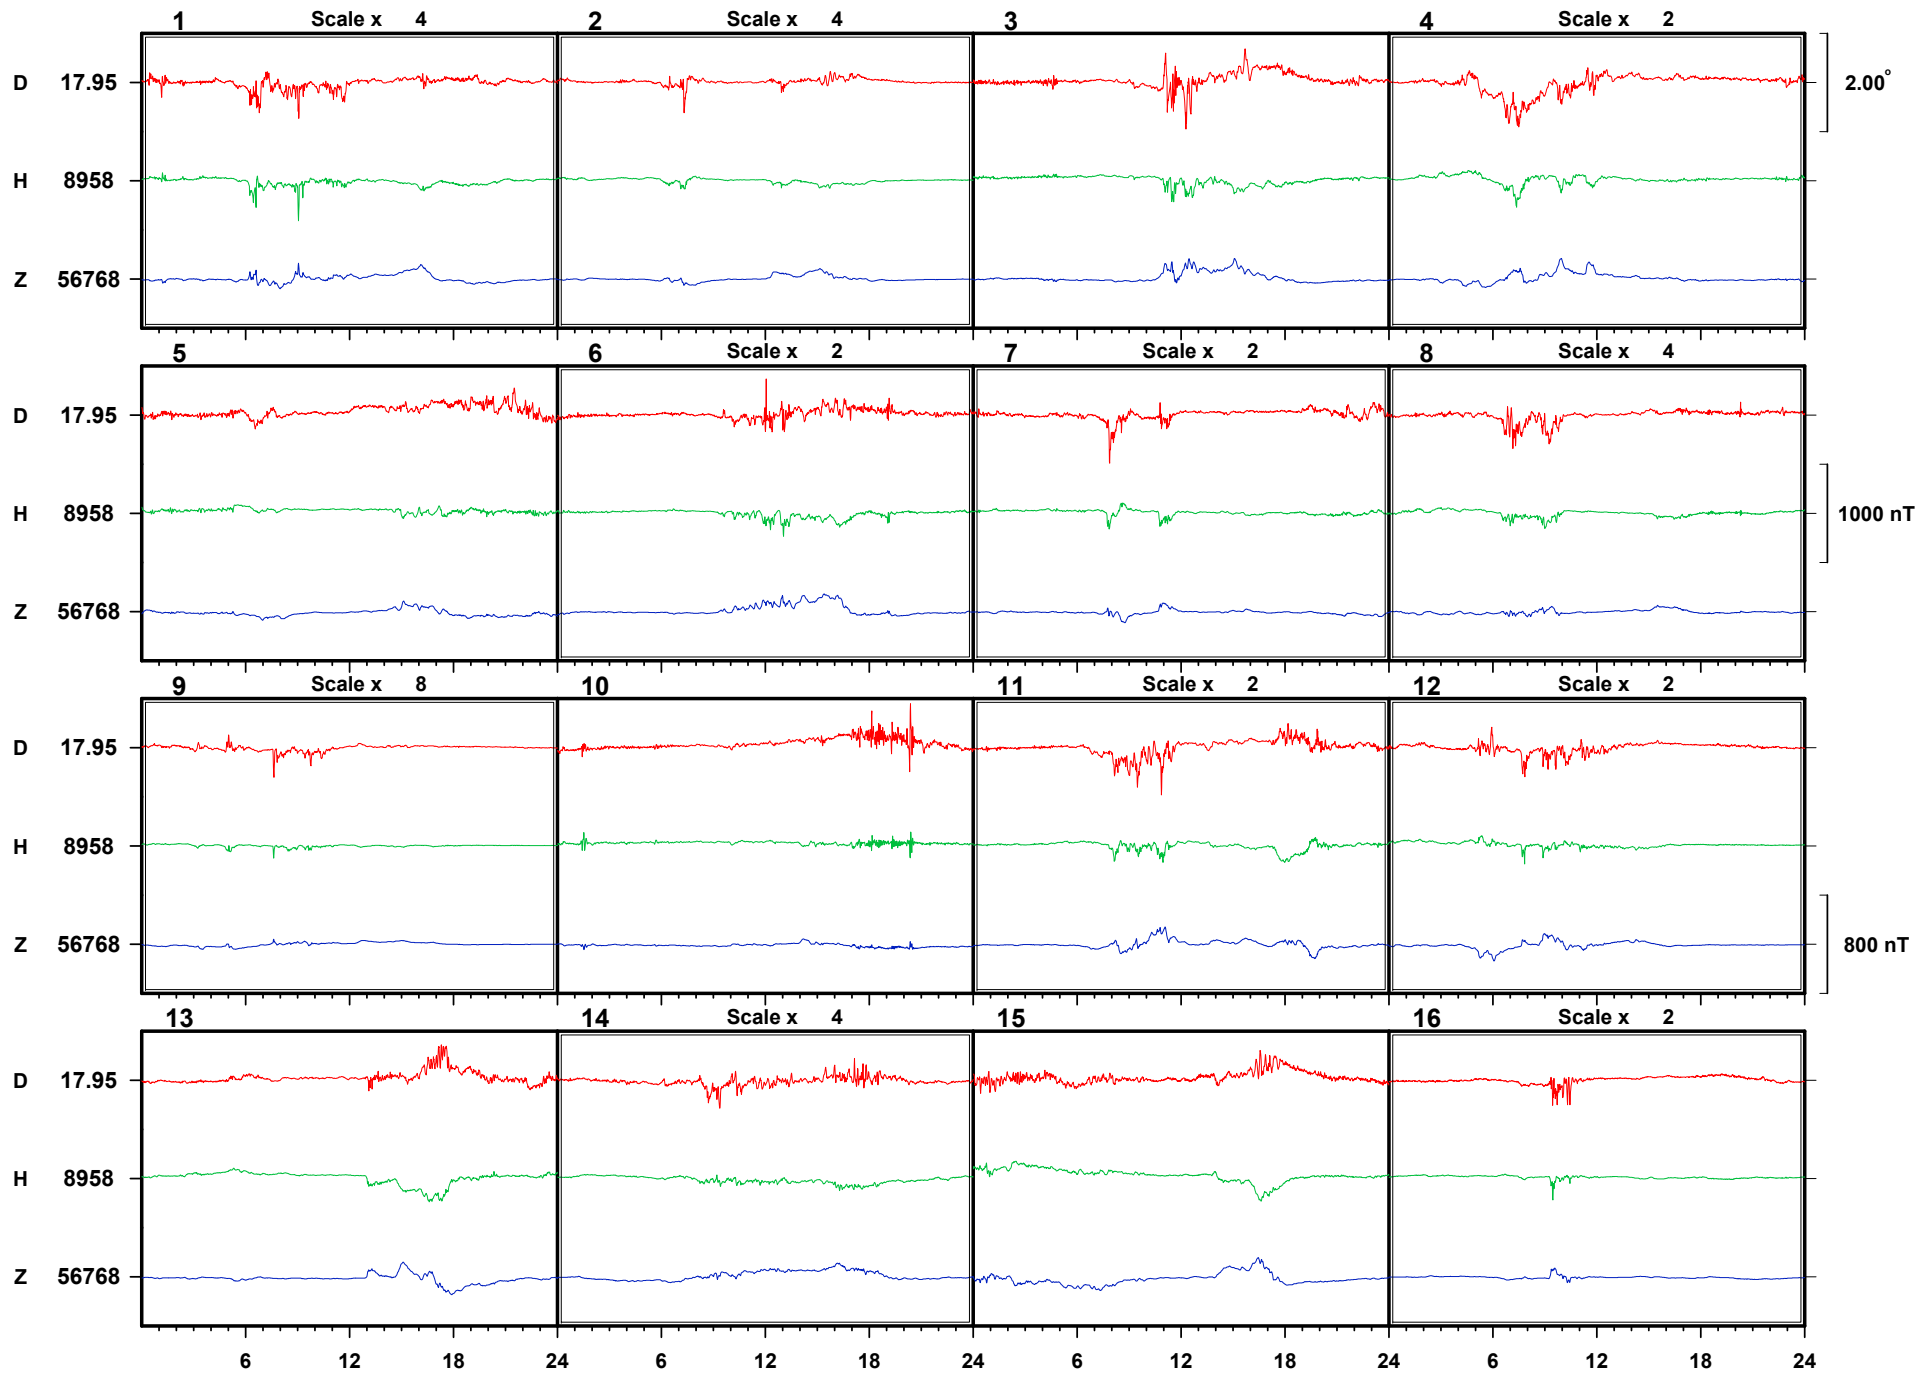 1 Scale x 4 2 Scale x 4 3 4 Scale x 2
D 17.95 2.00°
H 8958
Z 56768
5 6 Scale x 2 7 Scale x 2 8 Scale x 4
D 17.95
H 8958 1000 nT
Z 56768
9 Scale x 8 10 11 Scale x 2 12 Scale x 2
D 17.95
H 8958
Z 56768 800 nT
13 14 Scale x 4 15 16 Scale x 2
D 17.95
H 8958
Z 56768
6 12 18 24 6 12 18 24 6 12 18 24 6 12 18 24